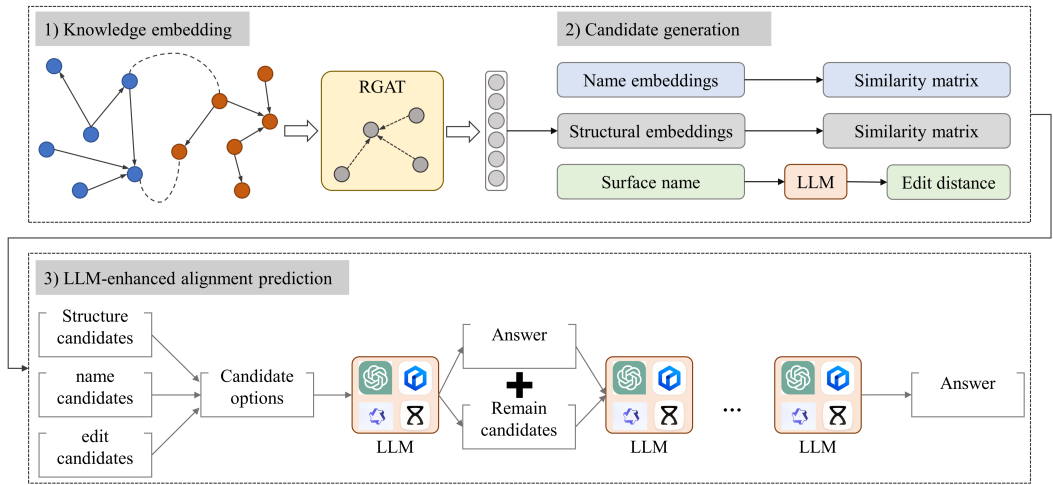 1) Knowledge embedding
2) Candidate generation
RGAT
Name embeddings
Similarity matrix
Structural embeddings
Similarity matrix
Surface name
LLM
Edit distance
3) LLM-enhanced alignment prediction
Structure
candidates
name
candidates
edit
candidates
Candidate
options
LLM
Answer
Remain
candidates
LLM
...
LLM
Answer